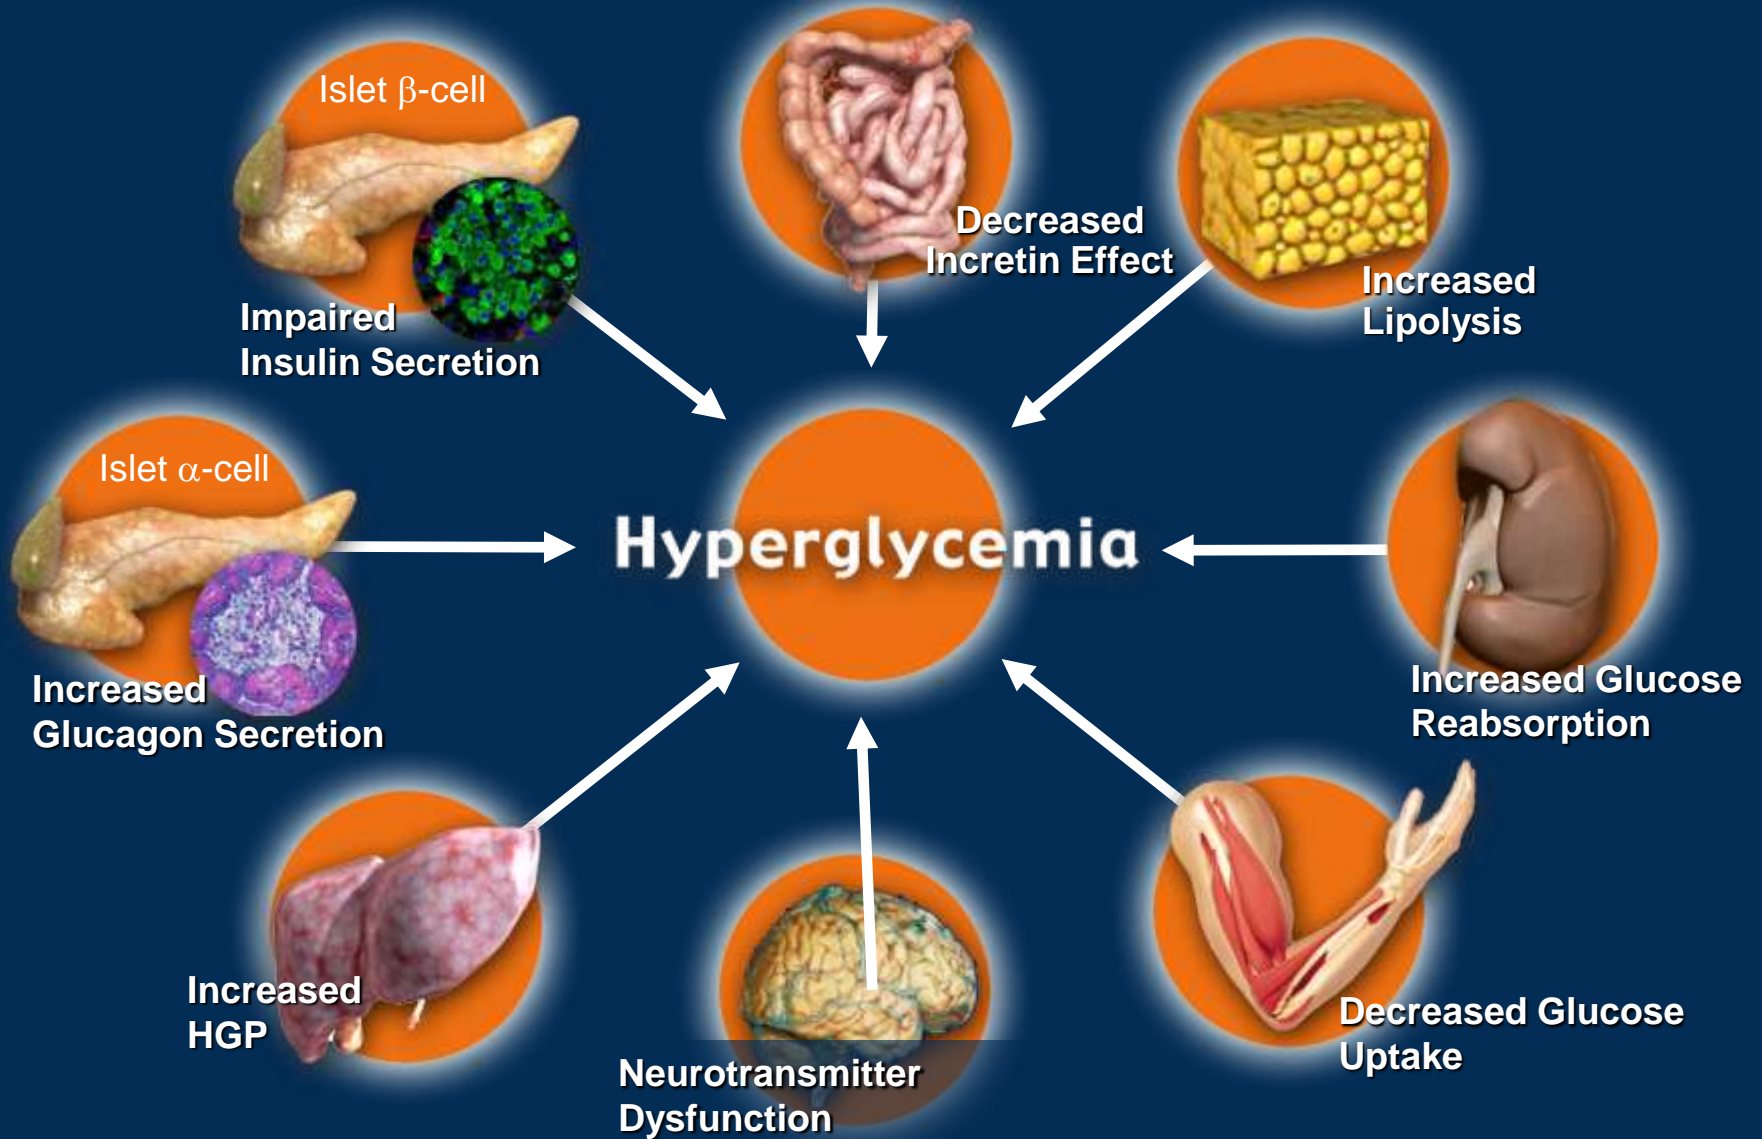 Islet β-cell
Impaired
Insulin Secretion
Decreased
Incretin Effect
Increased
Lipolysis
Islet α-cell
Increased
Glucagon Secretion
Hyperglycemia
Increased Glucose
Reabsorption
Increased
HGP
Neurotransmitter
Dysfunction
Decreased Glucose
Uptake